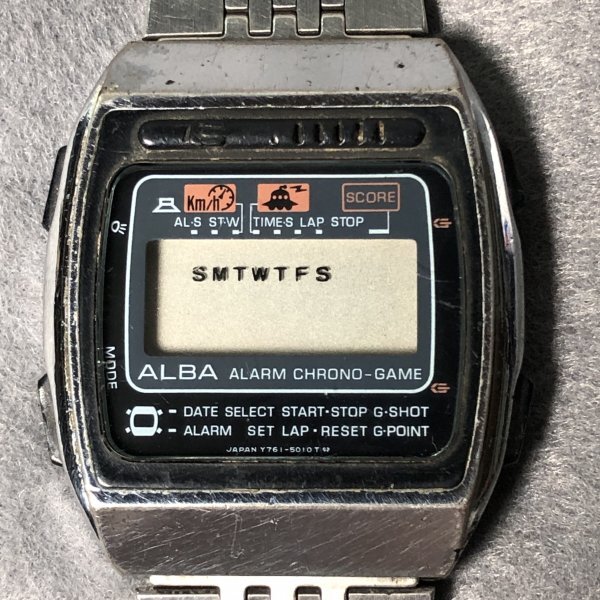 Km/h SCORE
AL·S ST·W TIME·S LAP STOP
SMTWTFS
MODE
ALBA ALARM CHRONO-GAME
DATE SELECT START·STOP G·SHOT
ALARM SET LAP·RESET G·POINT
JAPAN Y761-5010 T